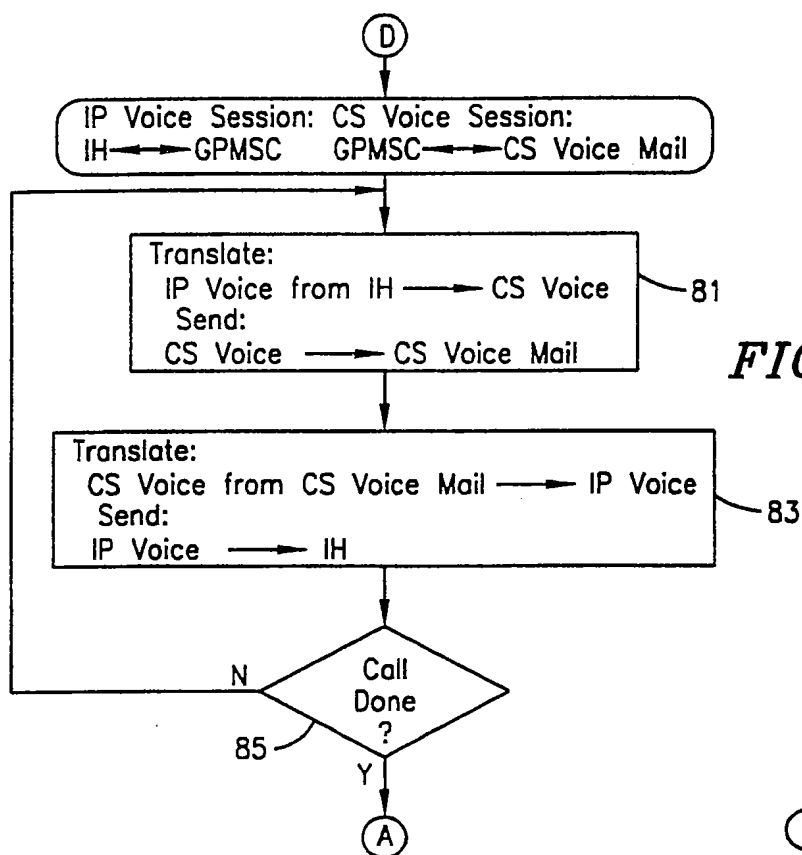 D
IP Voice Session: CS Voice Session:
IH GPMSC GPMSC CS Voice Mail
Translate:
IP Voice from IH CS Voice
Send:
CS Voice CS Voice Mail
81
FIG
Translate:
CS Voice from CS Voice Mail IP Voice
Send:
IP Voice IH
83
N
Call
Done
?
85
Y
A